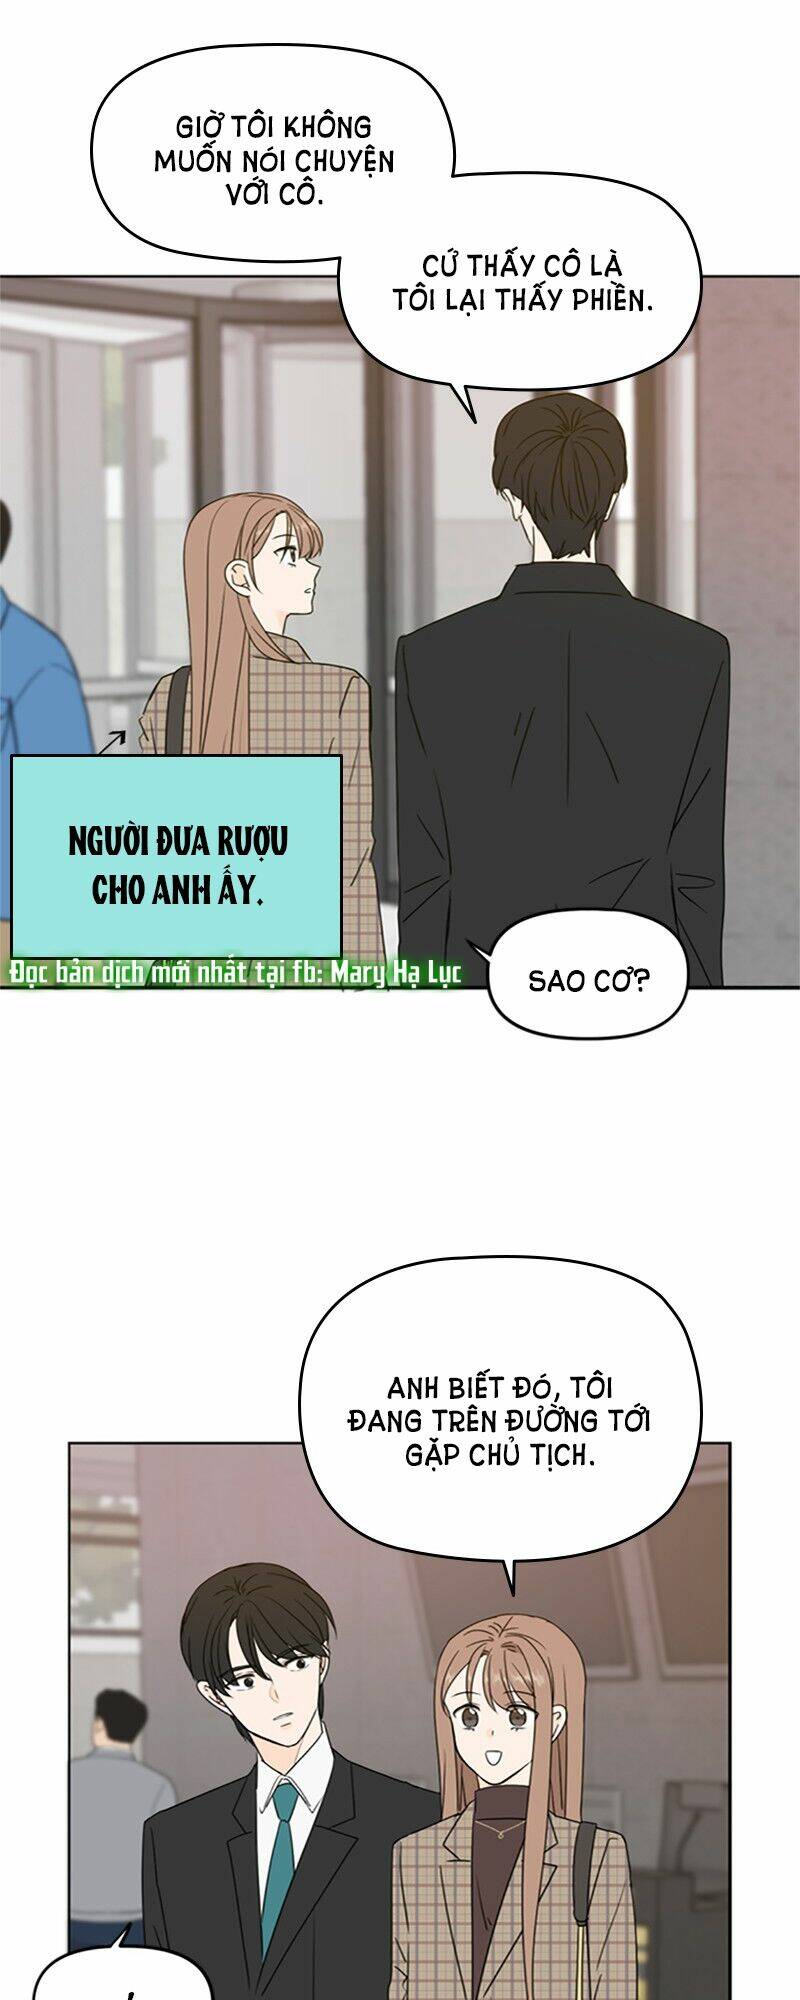 GIỜ TÔI KHÔNG
MUỐN NÓI CHUYỆN
VỚI CÔ.
CỨ THẤY CÔ LÀ
TÔI LẠI THẤY PHIỀN.
NGƯỜI ĐƯA RƯỢU
CHO ANH ẤY.
Đọc bản dịch mới nhất tại fb: Mary Hạ Lục
SAO CƠ?
ANH BIẾT ĐÓ, TÔI
ĐANG TRÊN ĐƯỜNG TỚI
GẶP CHỦ TỊCH.